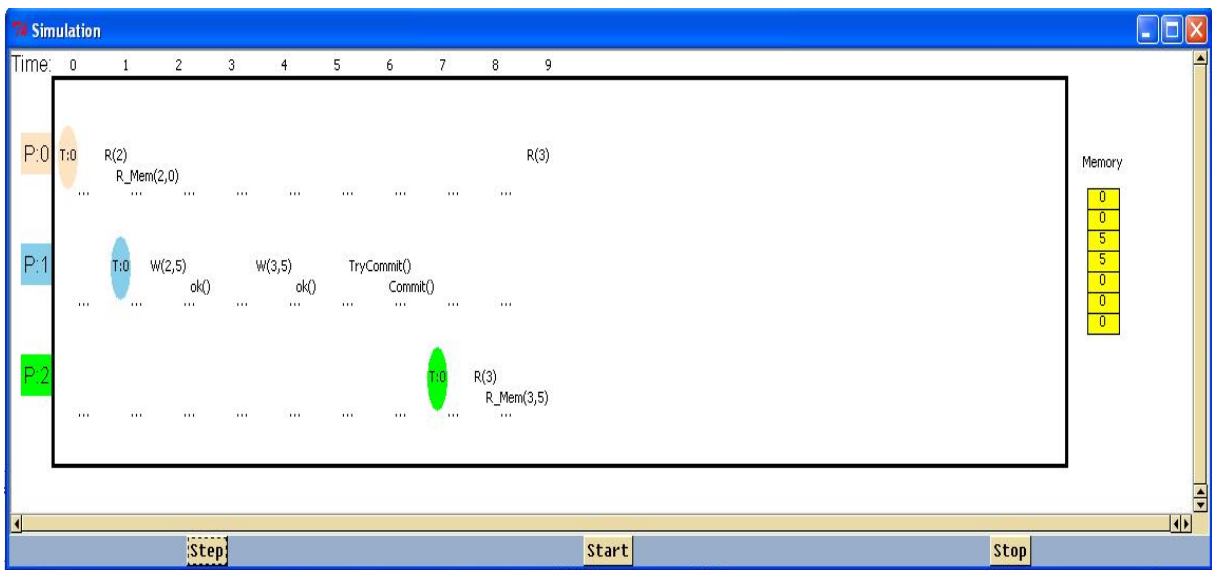 Simulation
Time: 0 1 2 3 4 5 6 7 8 9
P:0 T:0 R(2) R(3)
R_Mem(2,0)
... ... ... ... ... ... ... ... ...
Memory
0
0
5
5
0
0
0
P:1 T:0 W(2,5) W(3,5) TryCommit()
ok() ok() Commit()
... ... ... ... ... ... ... ... ...
P:2 T:0 R(3)
R_Mem(3,5)
... ... ... ... ... ... ... ... ...
Step Start Stop